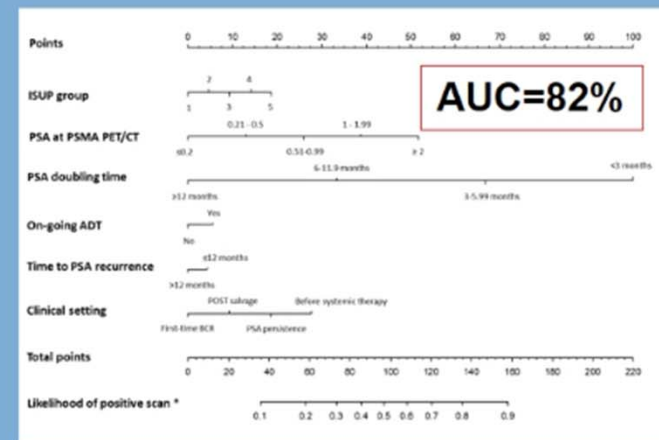 Points 0 10 20 30 40 50 60 70 80 90 100
AUC=82%
2 4
ISUP group
1 3 5
0.21 - 0.5 1 - 1.99
PSA at PSMA PET/CT
≤0.2 0.51-0.99 ≥ 2
6-11.9 months <3 months
PSA doubling time
>12 months 3-5.99 months
Yes
On-going ADT
No
≤12 months
Time to PSA recurrence
>12 months
POST salvage Before systemic therapy
Clinical setting
First-time BCR PSA persistence
Total points
0 20 40 60 80 100 120 140 160 180 200 220
Likelihood of positive scan *
0.1 0.2 0.3 0.4 0.5 0.6 0.7 0.8 0.9